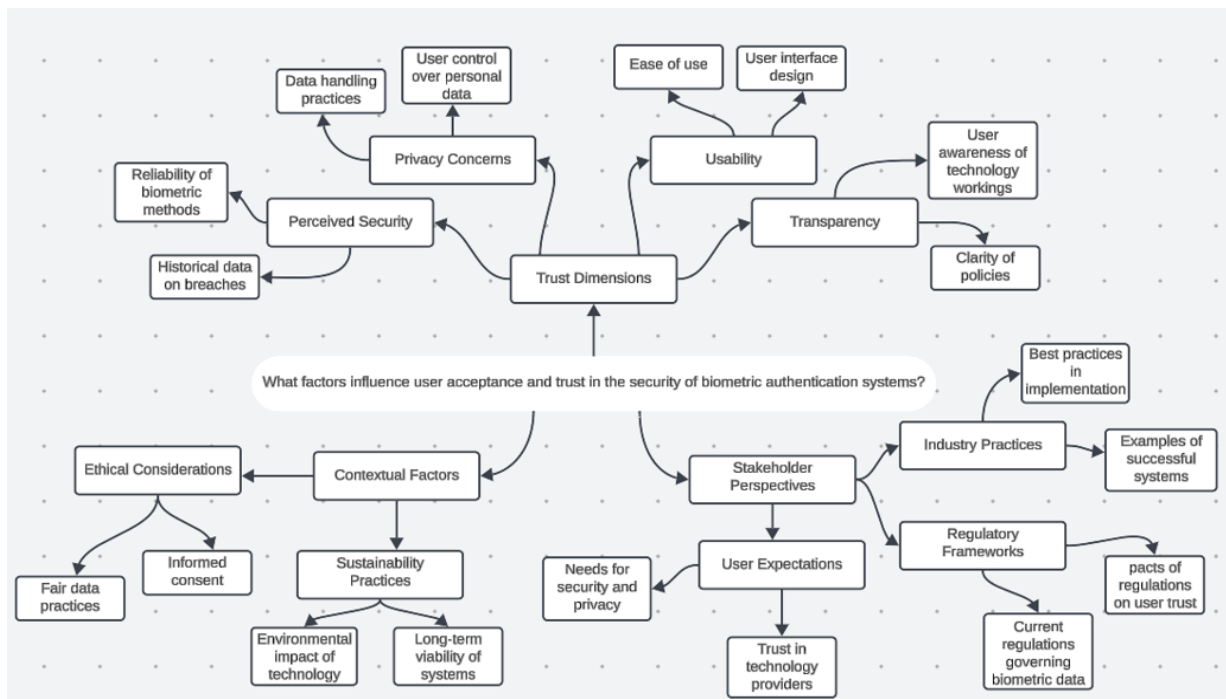 User control
over personal
data
Data handling
practices
Ease of use
User interface
design
Privacy Concerns
Usability
User
awareness of
technology
workings
Reliability of
biometric
methods
Perceived Security
Transparency
Historical data
on breaches
Trust Dimensions
Clarity of
policies
What factors influence user acceptance and trust in the security of biometric authentication systems?
Best practices
in
implementation
Ethical Considerations
Contextual Factors
Stakeholder
Perspectives
Industry Practices
Examples of
successful
systems
Fair data
practices
Informed
consent
Sustainability
Practices
Needs for
security and
privacy
User Expectations
Regulatory
Frameworks
pacts of
regulations
on user trust
Environmental
impact of
technology
Long-term
viability of
systems
Trust in
technology
providers
Current
regulations
governing
biometric data